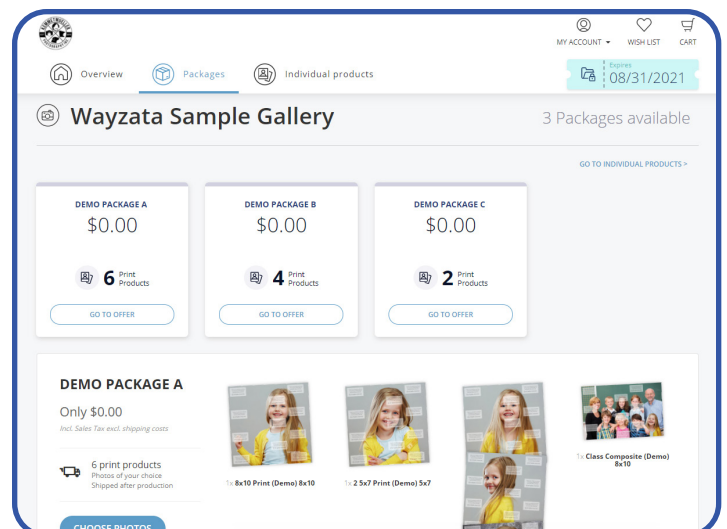 MY ACCOUNT
WISH LIST
CART
Overview
Packages
Individual products
Expires
08/31/2021
Wayzata Sample Gallery
3 Packages available
GO TO INDIVIDUAL PRODUCTS >
DEMO PACKAGE A
$0.00
6 Print
Products
GO TO OFFER
DEMO PACKAGE B
$0.00
4 Print
Products
GO TO OFFER
DEMO PACKAGE C
$0.00
2 Print
Products
GO TO OFFER
DEMO PACKAGE A
Only $0.00
Incl. Sales Tax excl. shipping costs
6 print products
Photos of your choice
Shipped after production
CHOOSE PHOTOS
1x 8x10 Print (Demo) 8x10
1x 2 5x7 Print (Demo) 5x7
1x Class Composite (Demo)
8x10